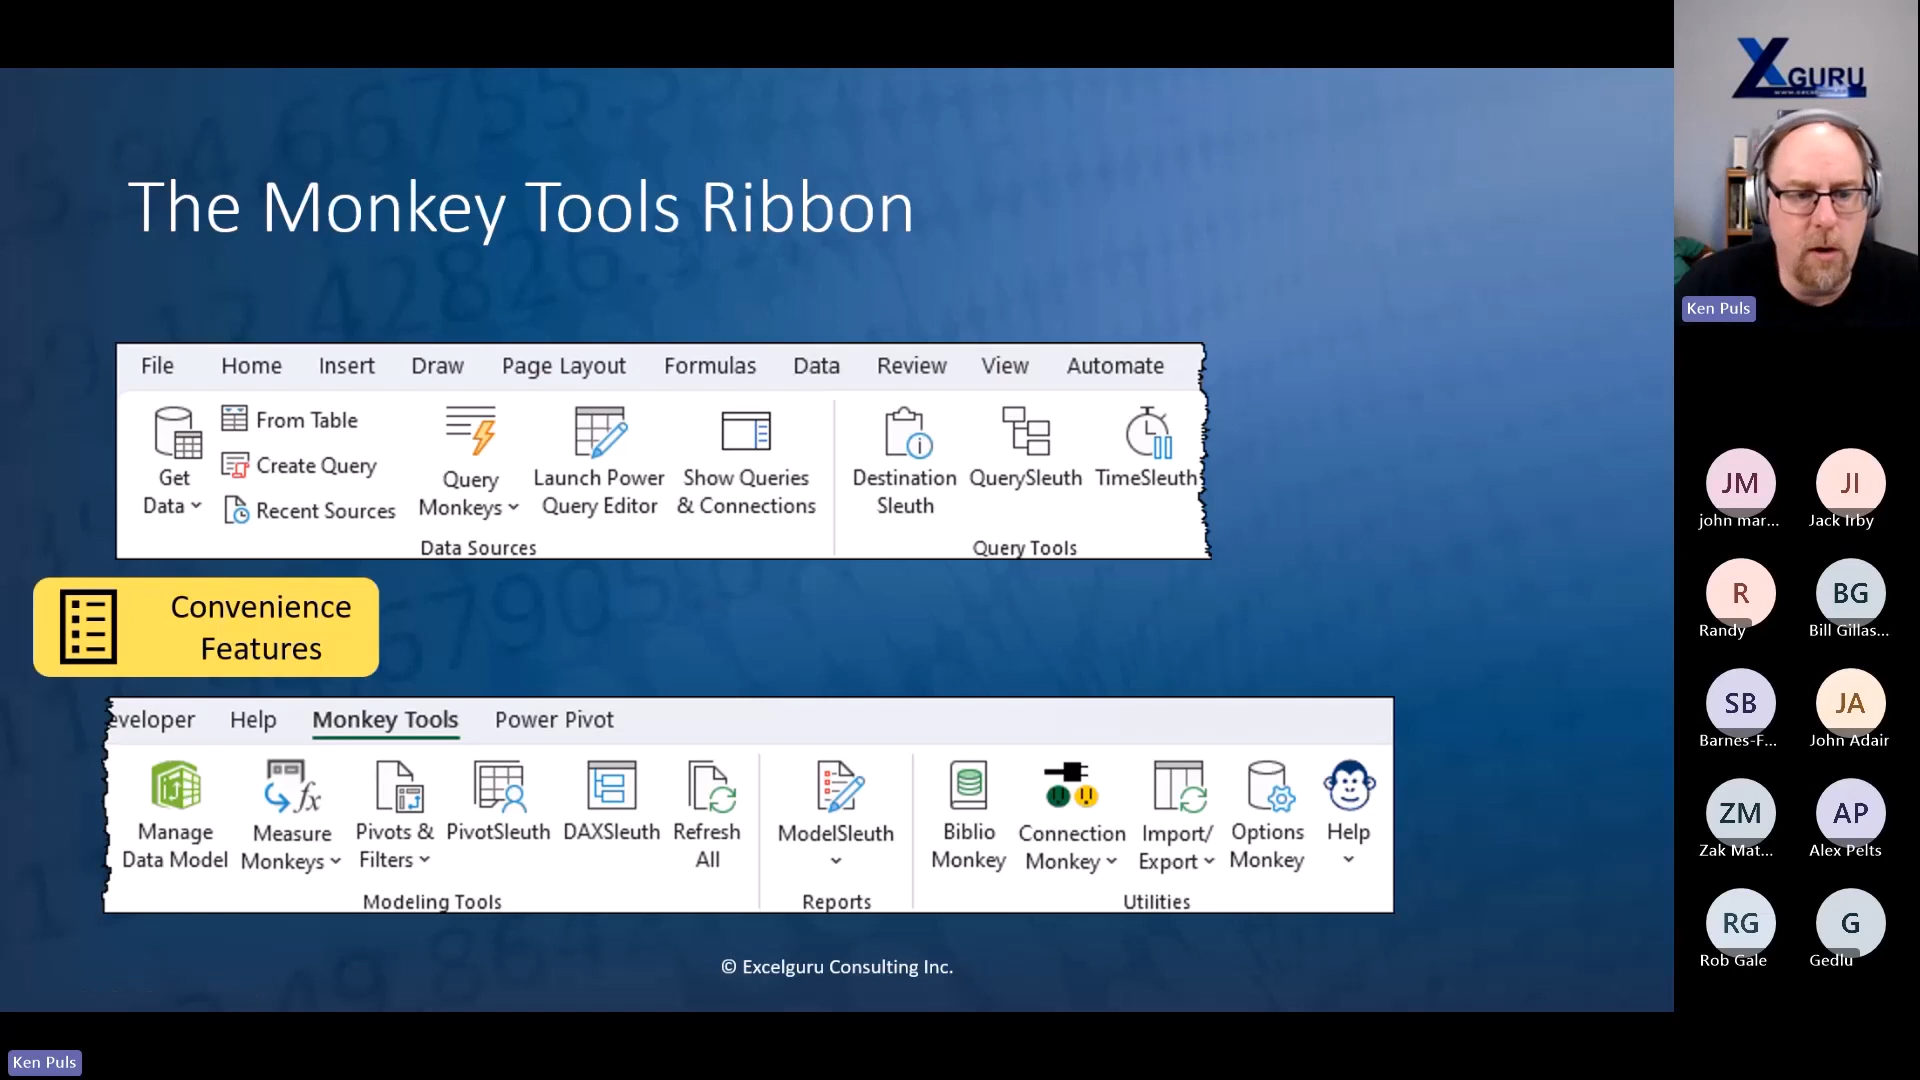 The Monkey Tools Ribbon
File Home Insert Draw Page Layout Formulas Data Review View Automate
Get Data
From Table
Create Query
Recent Sources
Query Monkeys
Launch Power Query Editor
Show Queries & Connections
Data Sources
Destination Sleuth
QuerySleuth
TimeSleuth
Query Tools
Convenience
Features
eveloper Help Monkey Tools Power Pivot
Manage Data Model
Measure Monkeys
Pivots & Filters
PivotSleuth
DAXSleuth
Refresh All
Modeling Tools
ModelSleuth
Reports
Biblio Monkey
Connection Monkey
Import/ Export
Options Monkey
Help
Utilities
© Excelguru Consulting Inc.
Ken Puls
XGURU
Ken Puls
JM
john mar...
JI
Jack Irby
R
Randy
BG
Bill Gillas...
SB
Barnes-F...
JA
John Adair
ZM
Zak Mat...
AP
Alex Pelts
RG
Rob Gale
G
Gedlu